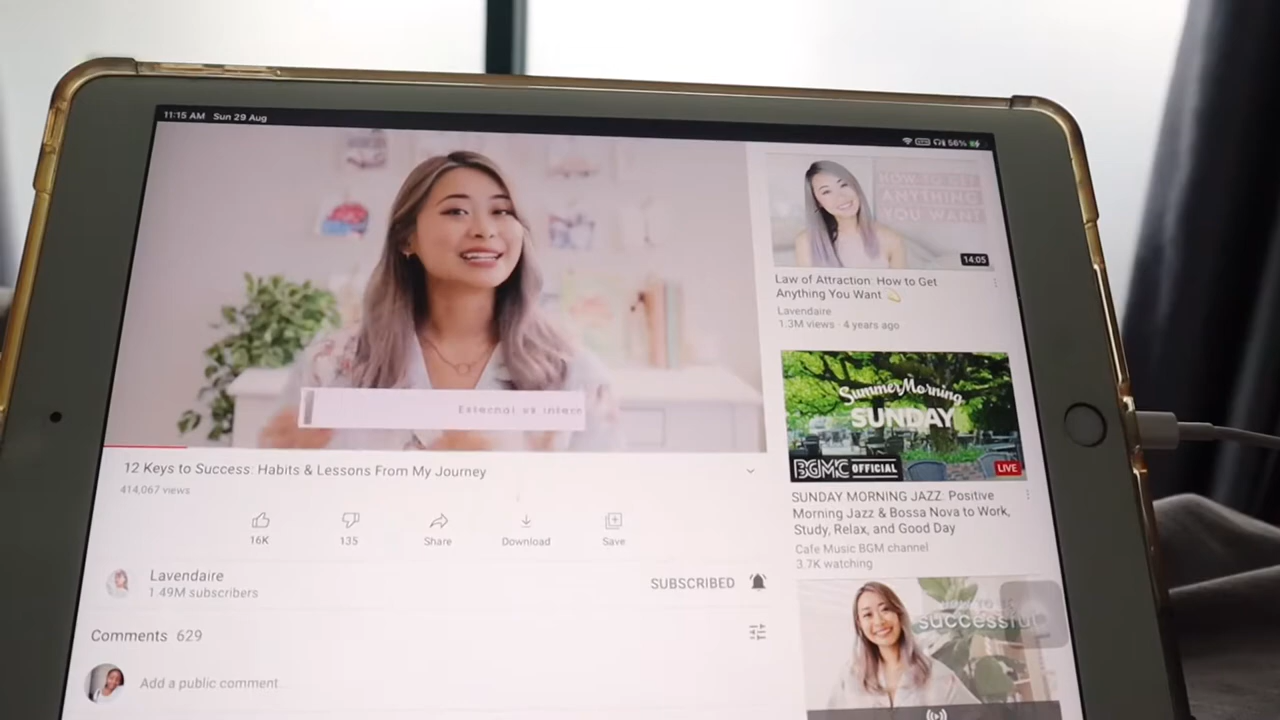 11:15 AM Sun 29 Aug
56%
External vs intern
12 Keys to Success: Habits & Lessons From My Journey
414,067 views
16K
135
Share
Download
Save
Lavendaire
1.49M subscribers
SUBSCRIBED
Comments 629
Add a public comment.
HOW TO GET
ANYTHING
YOU WANT
14:05
Law of Attraction: How to Get
Anything You Want
Lavendaire
1.3M views · 4 years ago
Summer Morning
SUNDAY
BGMC OFFICIAL
LIVE
SUNDAY MORNING JAZZ: Positive
Morning Jazz & Bossa Nova to Work,
Study, Relax, and Good Day
Cafe Music BGM channel
3.7K watching
successful